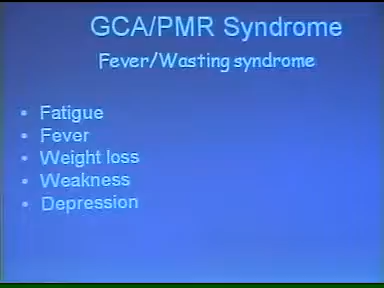 GCA/PMR Syndrome
Fever/Wasting syndrome
• Fatigue
• Fever
• Weight loss
• Weakness
• Depression